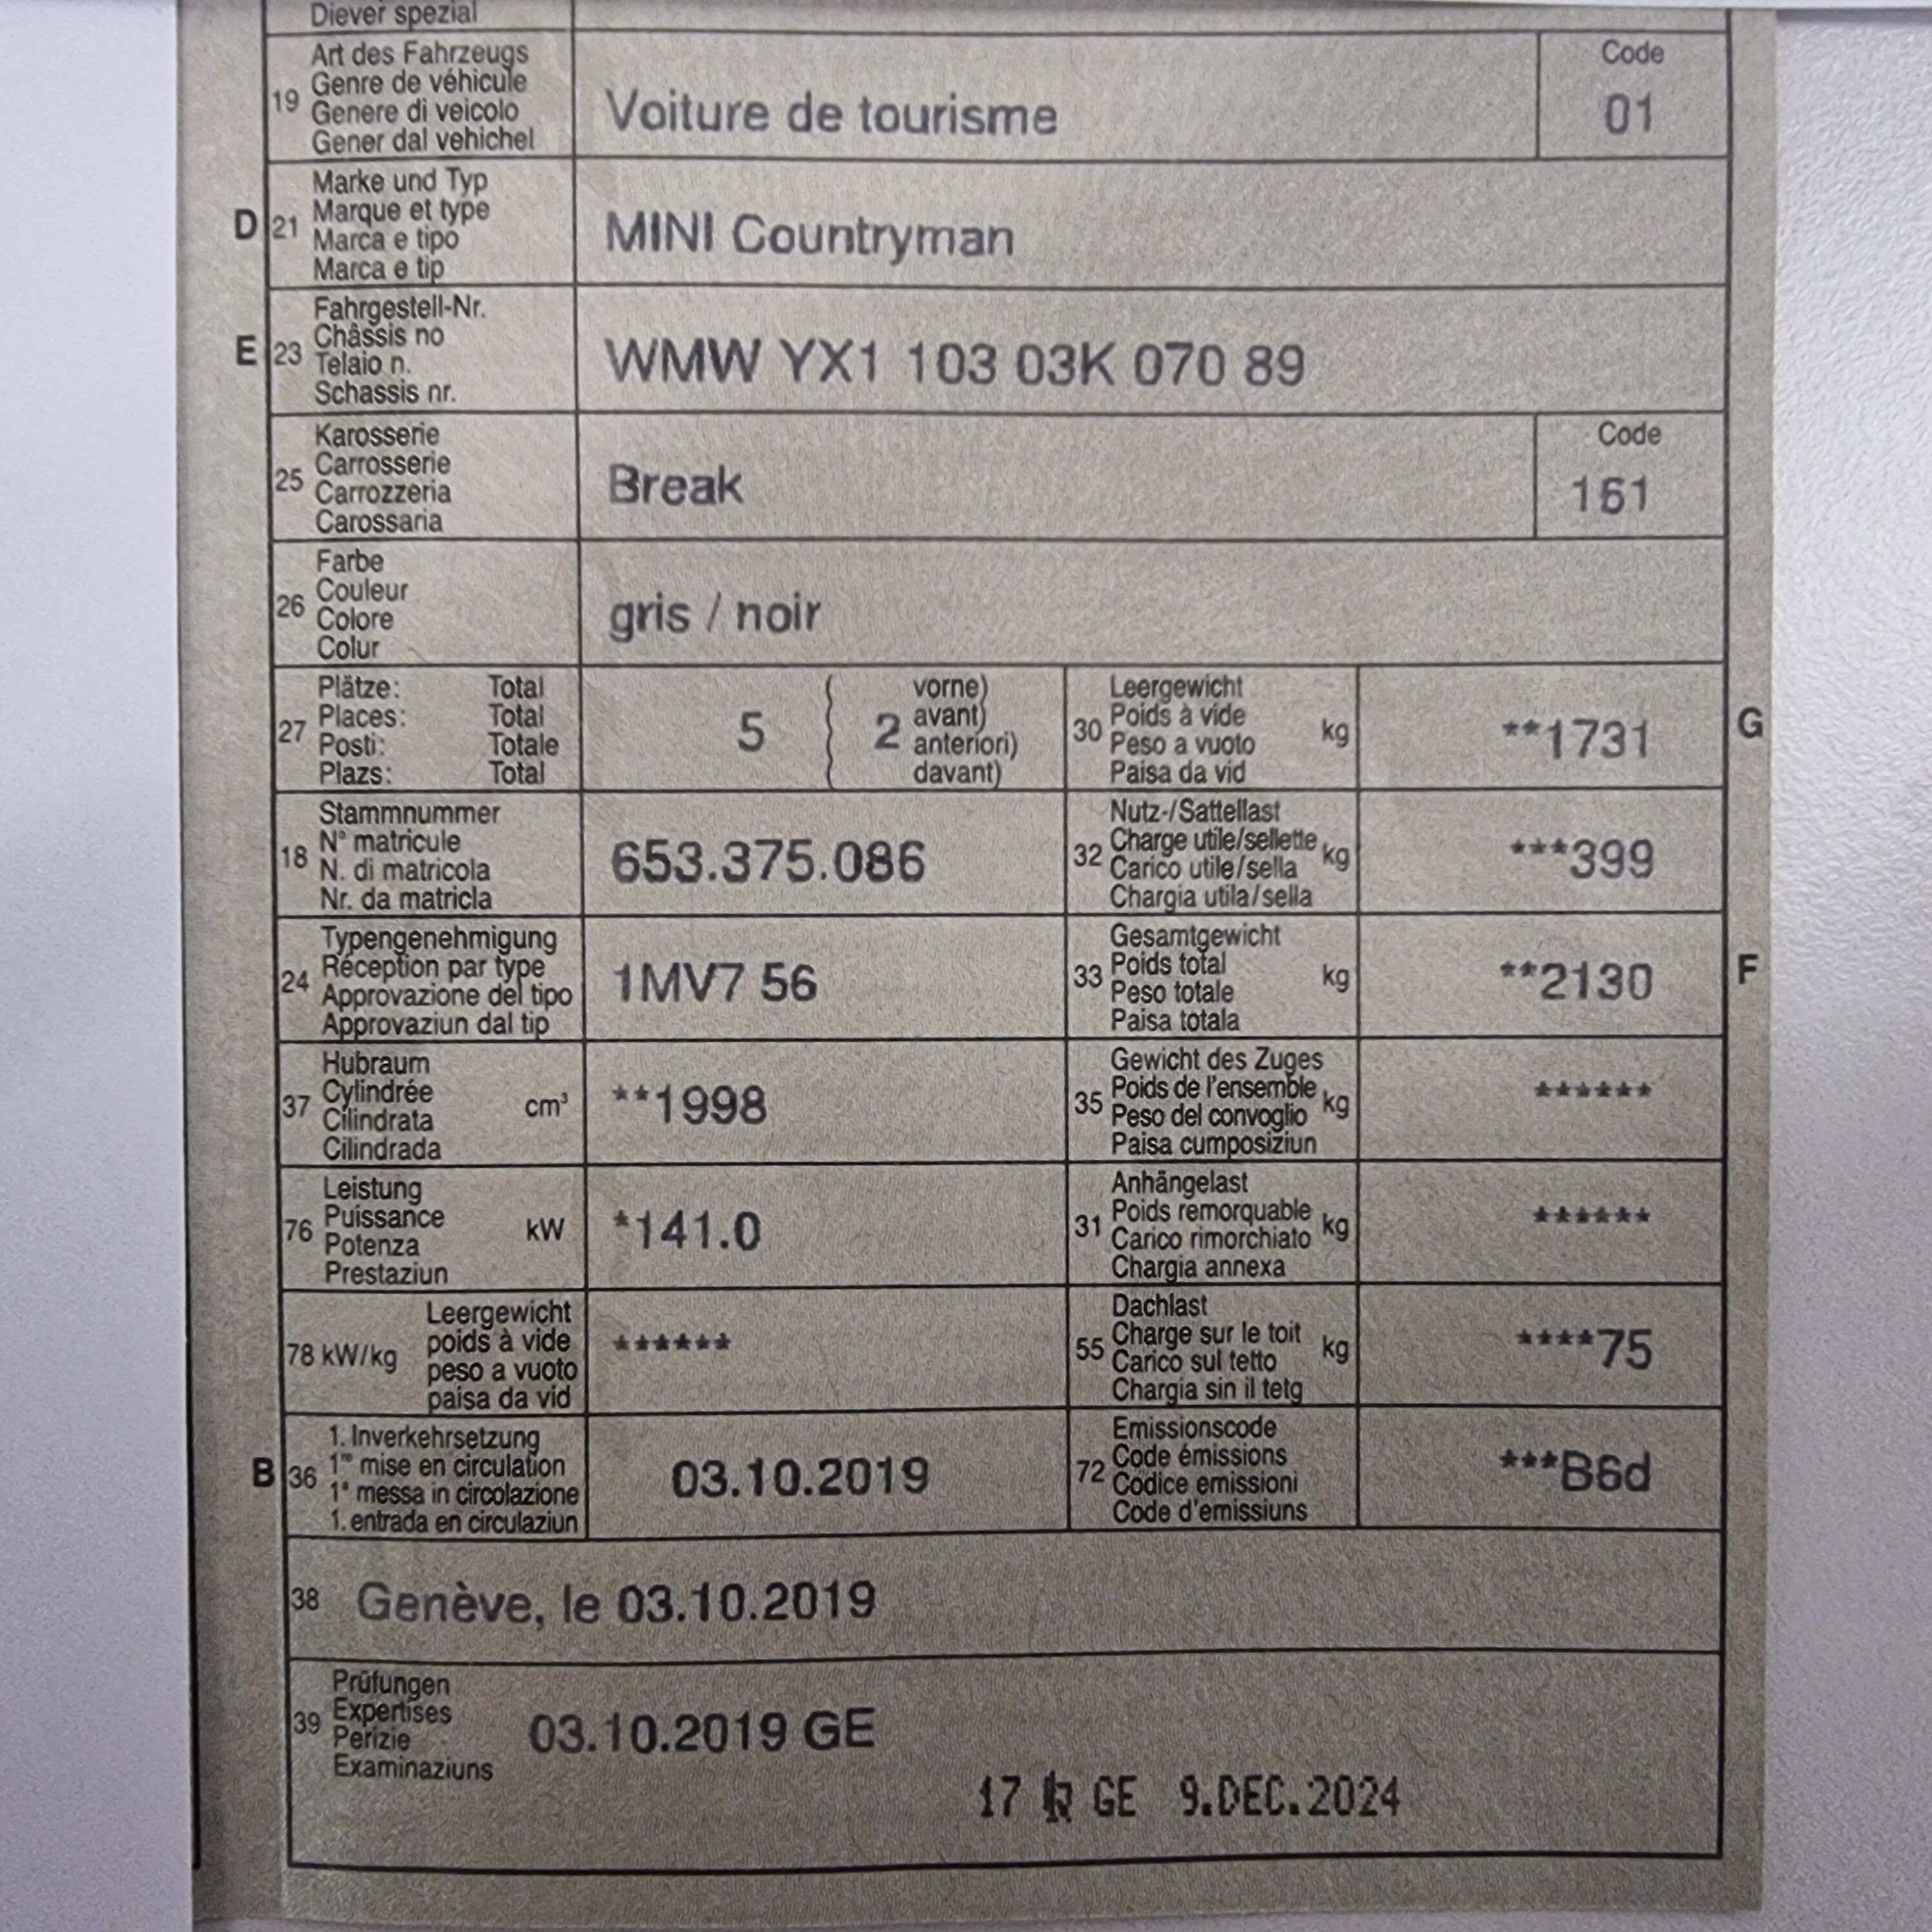 Diever spezial
19 Art des Fahrzeugs
Genre de véhicule
Genere di veicolo
Gener dal vehichel
Voiture de tourisme
Code
01
D 21 Marke und Typ
Marque et type
Marca e tipo
Marca e tip
MINI Countryman
E 23 Fahrgestell-Nr.
Châssis no
Telaio n.
Schassis nr.
WMW YX1 103 03K 070 89
25 Karosserie
Carrosserie
Carrozzeria
Carossaria
Break
Code
161
26 Farbe
Couleur
Colore
Colur
gris / noir
27 Plätze: Total
Places: Total
Posti: Totale
Plazs: Total
5 { 2 vorne)
avant)
anteriori)
davant)
30 Leergewicht
Poids à vide
Peso a vuoto
Paisa da vid
kg
**1731
G
18 Stammnummer
N° matricule
N. di matricola
Nr. da matricla
653.375.086
32 Nutz-/Sattellast
Charge utile/sellette
Carico utile/sella
Chargia utila/sella
kg
***399
24 Typengenehmigung
Réception par type
Approvazione del tipo
Approvaziun dal tip
1MV7 56
33 Gesamtgewicht
Poids total
Peso totale
Paisa totala
kg
**2130
F
37 Hubraum
Cylindrée
Cilindrata
Cilindrada
cm³
**1998
35 Gewicht des Zuges
Poids de l'ensemble
Peso del convoglio
Paisa cumposiziun
kg
******
76 Leistung
Puissance
Potenza
Prestaziun
kW
*141.0
31 Anhängelast
Poids remorquable
Carico rimorchiato
Chargia annexa
kg
******
78 kW/kg Leergewicht
poids à vide
peso a vuoto
paisa da vid
******
55 Dachlast
Charge sur le toit
Carico sul tetto
Chargia sin il tetg
kg
****75
B 36 1. Inverkehrsetzung
1re mise en circulation
1a messa in circolazione
1. entrada en circulaziun
03.10.2019
72 Emissionscode
Code émissions
Codice emissioni
Code d'emissiuns
***B6d
38 Genève, le 03.10.2019
39 Prüfungen
Expertises
Perizie
Examinaziuns
03.10.2019 GE
17 GE 9.DEC.2024